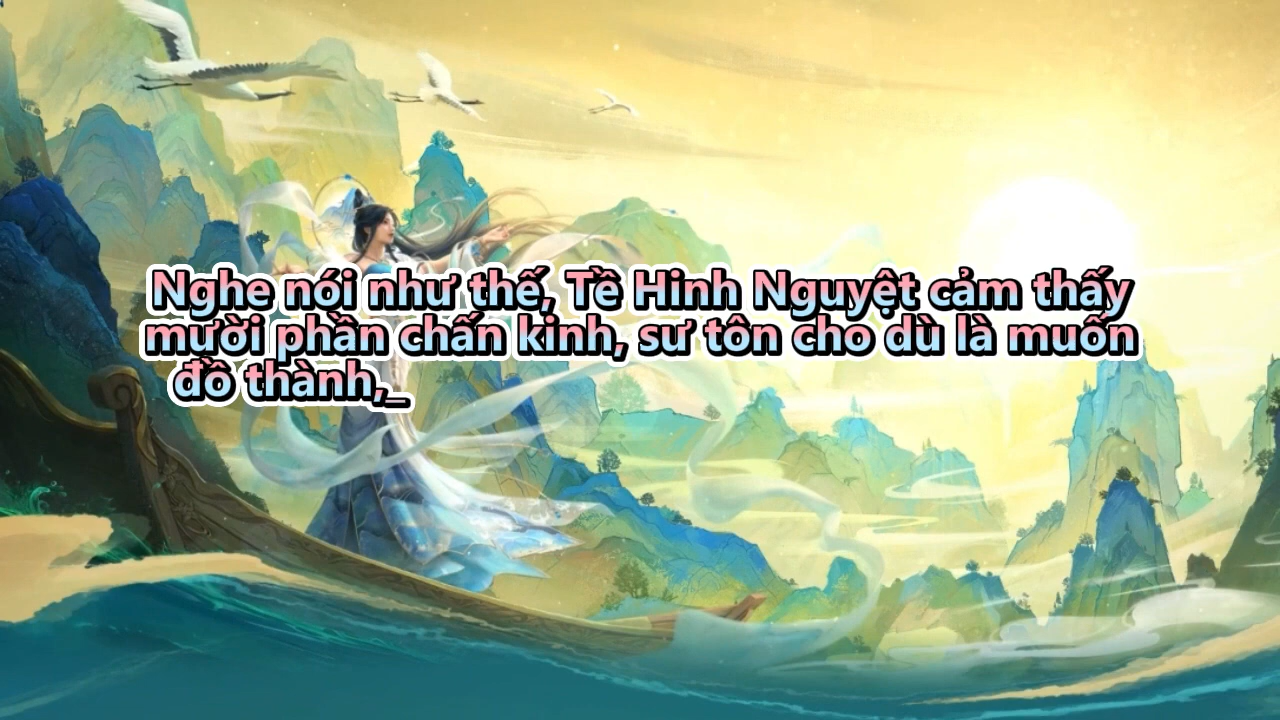 Nghe nói như thế, Tề Hinh Nguyệt cảm thấy
mười phần chấn kinh, sư tôn cho dù là muốn
đồ thành,_